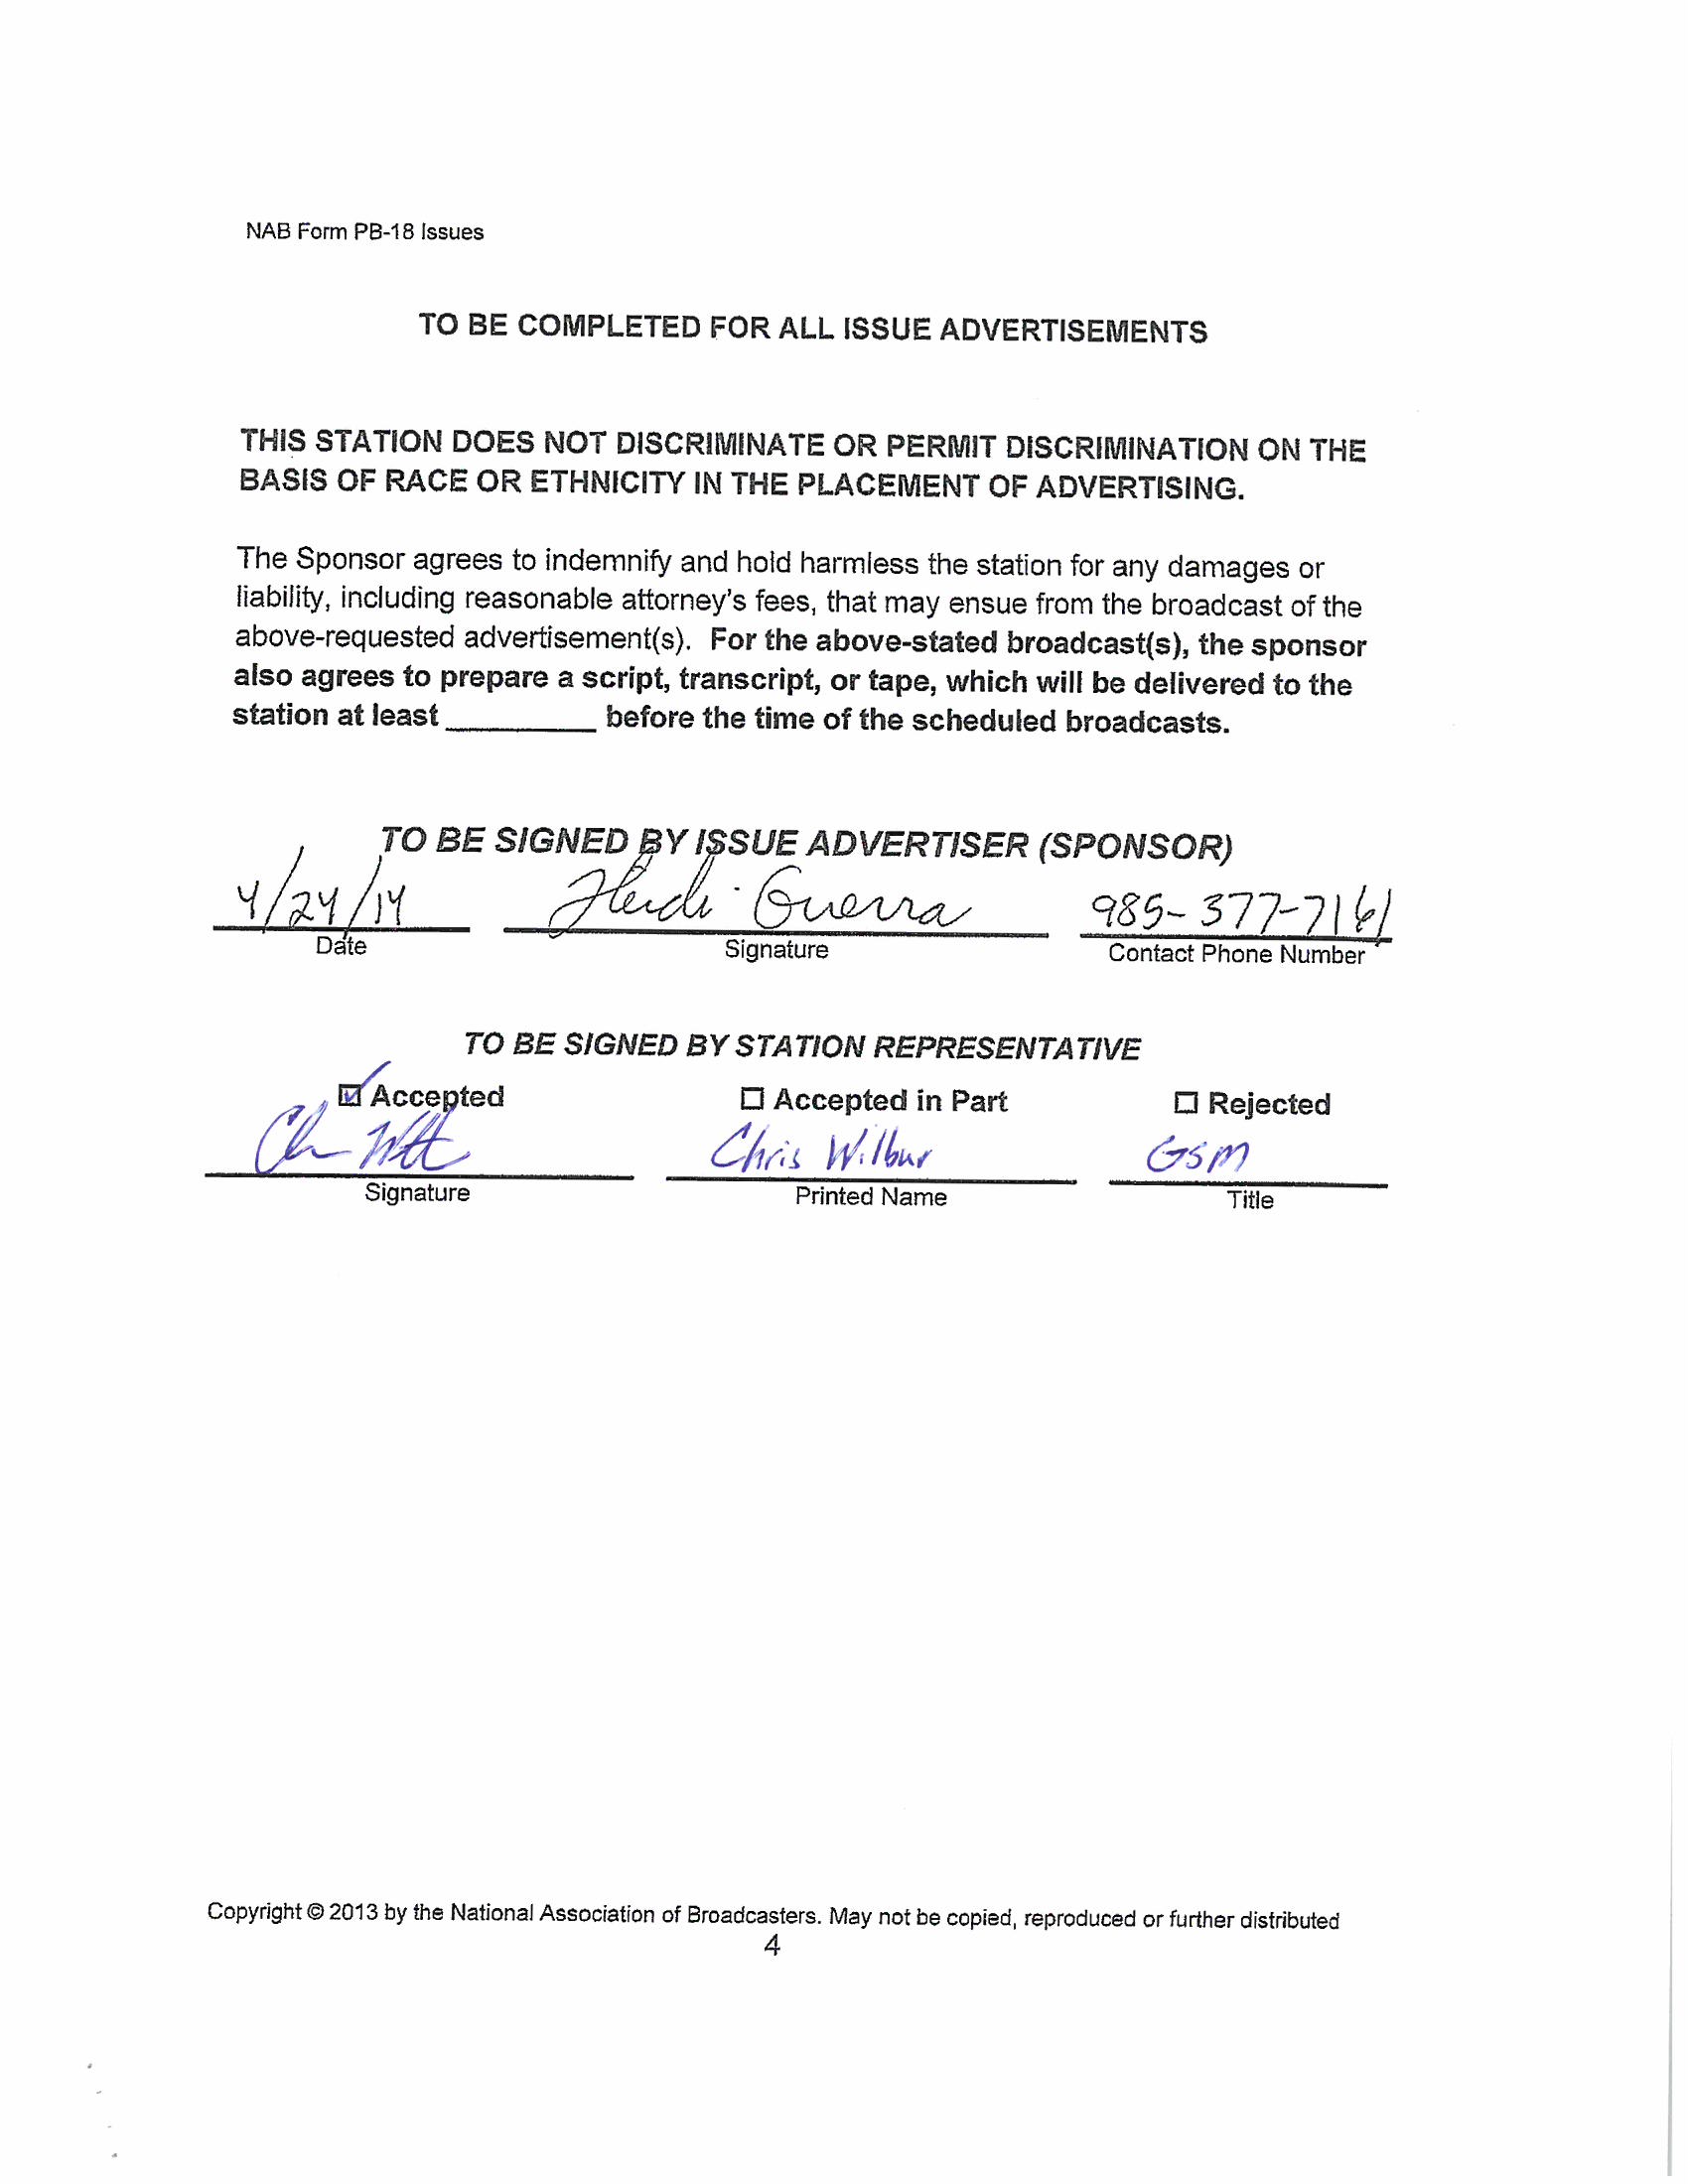 NAB Form PB-18 Issues
TO BE COMPLETED FOR ALL ISSUE ADVERTISEMENTS
THIS STATION DOES NOT DISCRIMINATE OR PERMIT DISCRIMINATION ON THE
BASIS OF RACE OR ETHNICITY IN THE PLACEMENT OF ADVERTISING.
The Sponsor agrees to indemnify and hold harmless the station for any damages or
liability, including reasonable attorney's fees, that may ensue from the broadcast of the
above-requested advertisement(s). For the above-stated broadcast(s), the sponsor
also agrees to prepare a script, transcript, or tape, which will be delivered to the
station at least __________ before the time of the scheduled broadcasts.
TO BE SIGNED BY ISSUE ADVERTISER (SPONSOR)
4/24/14 Heidi Guerra 985-377-7161
Date Signature Contact Phone Number
TO BE SIGNED BY STATION REPRESENTATIVE
☑ Accepted ☐ Accepted in Part ☐ Rejected
Chris Wilbur GSM
Signature Printed Name Title
Copyright © 2013 by the National Association of Broadcasters. May not be copied, reproduced or further distributed
4